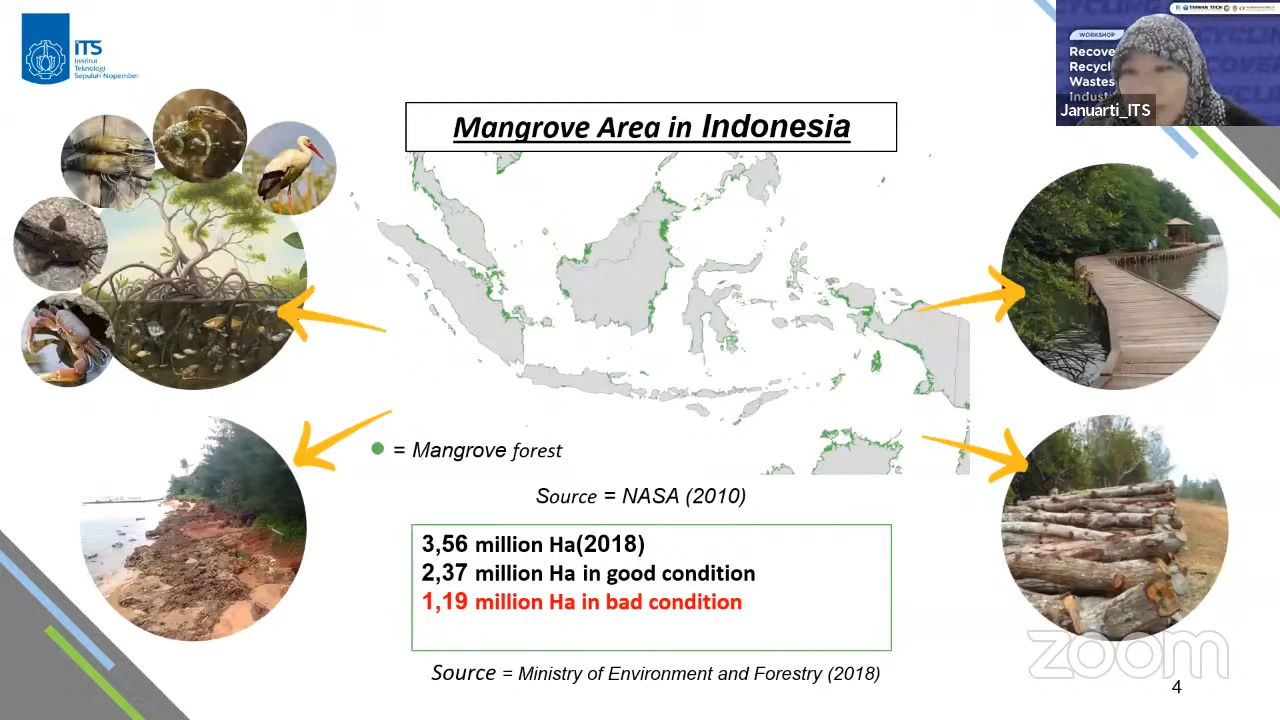 iTS
Institut
Teknologi
Sepuluh Nopember
TAIWAN TECH
WORKSHOP
Recove
Recycl
Wastes
Indust
Januarti_ITS
Mangrove Area in Indonesia
= Mangrove forest
Source = NASA (2010)
3,56 million Ha(2018)
2,37 million Ha in good condition
1,19 million Ha in bad condition
Source = Ministry of Environment and Forestry (2018)
zoom
4